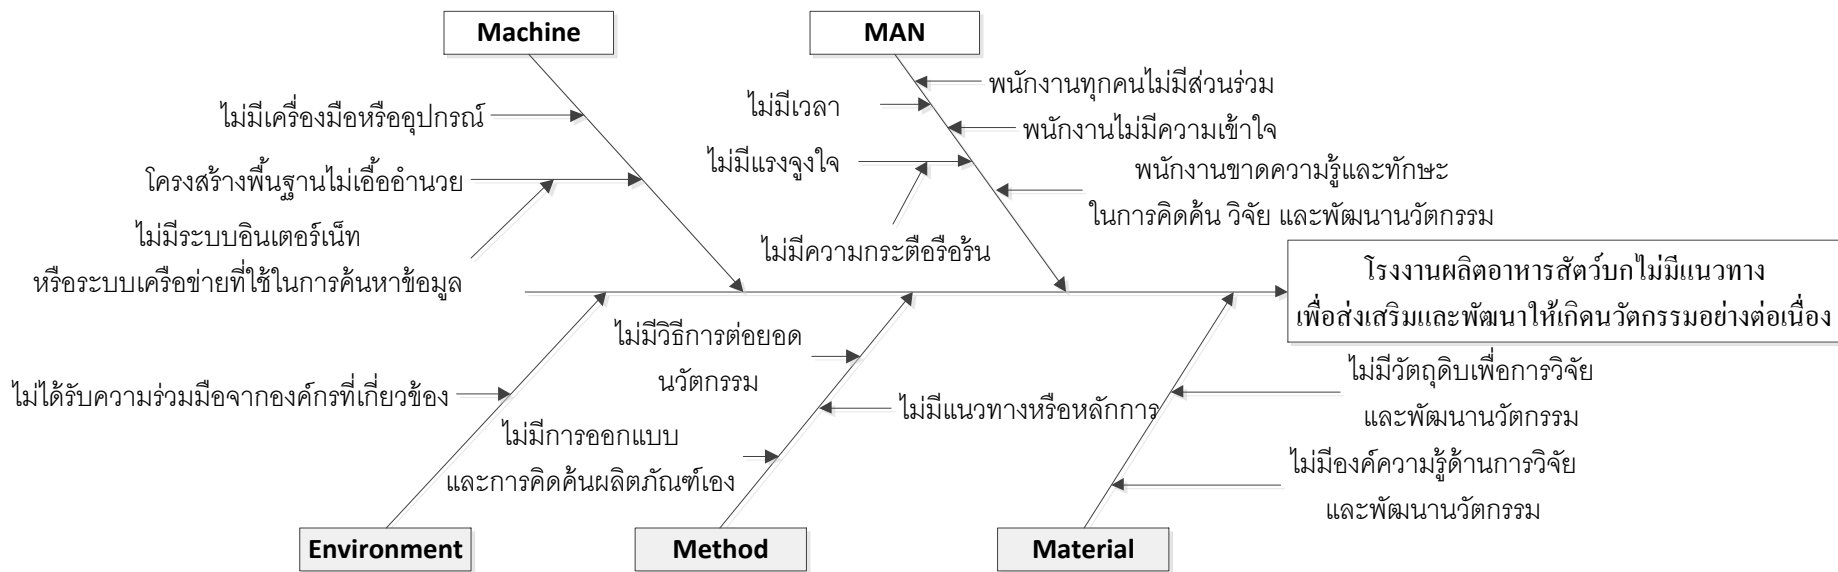 Machine
MAN
พนักงานทุกคนไม่มีส่วนร่วม
ไม่มีเวลา
ไม่มีเครื่องมือหรืออุปกรณ์
พนักงานไม่มีความเข้าใจ
ไม่มีแรงจูงใจ
โครงสร้างพื้นฐานไม่เอื้ออำนวย
พนักงานขาดความรู้และทักษะ
ในการคิดค้น วิจัย และพัฒนานวัตกรรม
ไม่มีระบบอินเตอร์เน็ท
หรือระบบเครือข่ายที่ใช้ในการค้นหาข้อมูล
ไม่มีความกระตือรือร้น
โรงงานผลิตอาหารสัตว์บกไม่มีแนวทาง
เพื่อส่งเสริมและพัฒนาให้เกิดนวัตกรรมอย่างต่อเนื่อง
ไม่มีวิธีการต่อยอด
นวัตกรรม
ไม่ได้รับความร่วมมือจากองค์กรที่เกี่ยวข้อง
ไม่มีแนวทางหรือหลักการ
ไม่มีวัตถุดิบเพื่อการวิจัย
และพัฒนานวัตกรรม
ไม่มีการออกแบบ
และการคิดค้นผลิตภัณฑ์เอง
ไม่มีองค์ความรู้ด้านการวิจัย
และพัฒนานวัตกรรม
Environment
Method
Material